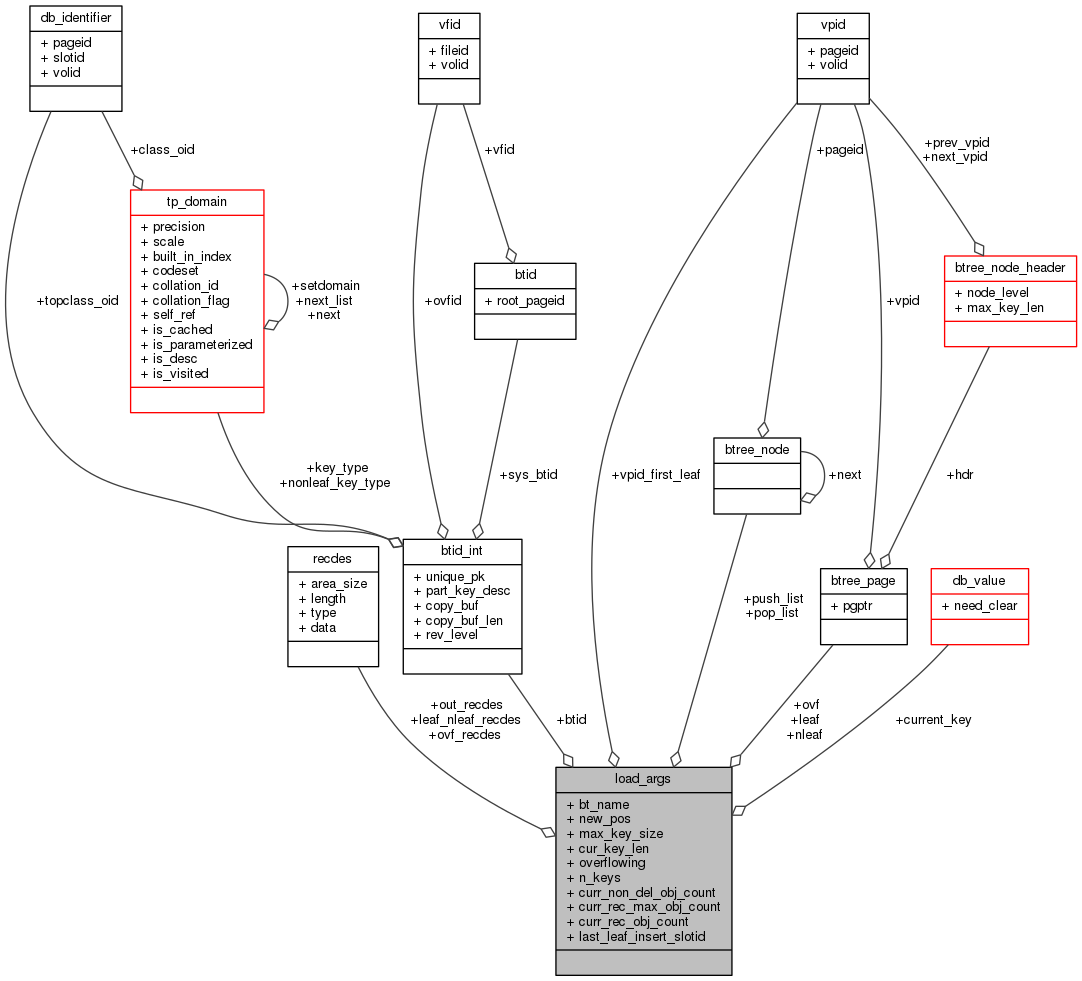 db_identifier
+ pageid
+ slotid
+ volid
vfid
+ fileid
+ volid
vpid
+ pageid
+ volid
+class_oid
+vfid
+pageid
+prev_vpid
+next_vpid
tp_domain
+ precision
+ scale
+ built_in_index
+ codeset
+ collation_id
+ collation_flag
+ self_ref
+ is_cached
+ is_parameterized
+ is_desc
+ is_visited
+setdomain
+next_list
+next
+topclass_oid
+ovfid
btid
+ root_pageid
+vpid
btree_node_header
+ node_level
+ max_key_len
+key_type
+nonleaf_key_type
+sys_btid
+vpid_first_leaf
btree_node
+next
+hdr
recdes
+ area_size
+ length
+ type
+ data
btid_int
+ unique_pk
+ part_key_desc
+ copy_buf
+ copy_buf_len
+ rev_level
+push_list
+pop_list
btree_page
+ pgptr
db_value
+ need_clear
+out_recdes
+leaf_nleaf_recdes
+ovf_recdes
+btid
+ovf
+leaf
+nleaf
+current_key
load_args
+ bt_name
+ new_pos
+ max_key_size
+ cur_key_len
+ overflowing
+ n_keys
+ curr_non_del_obj_count
+ curr_rec_max_obj_count
+ curr_rec_obj_count
+ last_leaf_insert_slotid